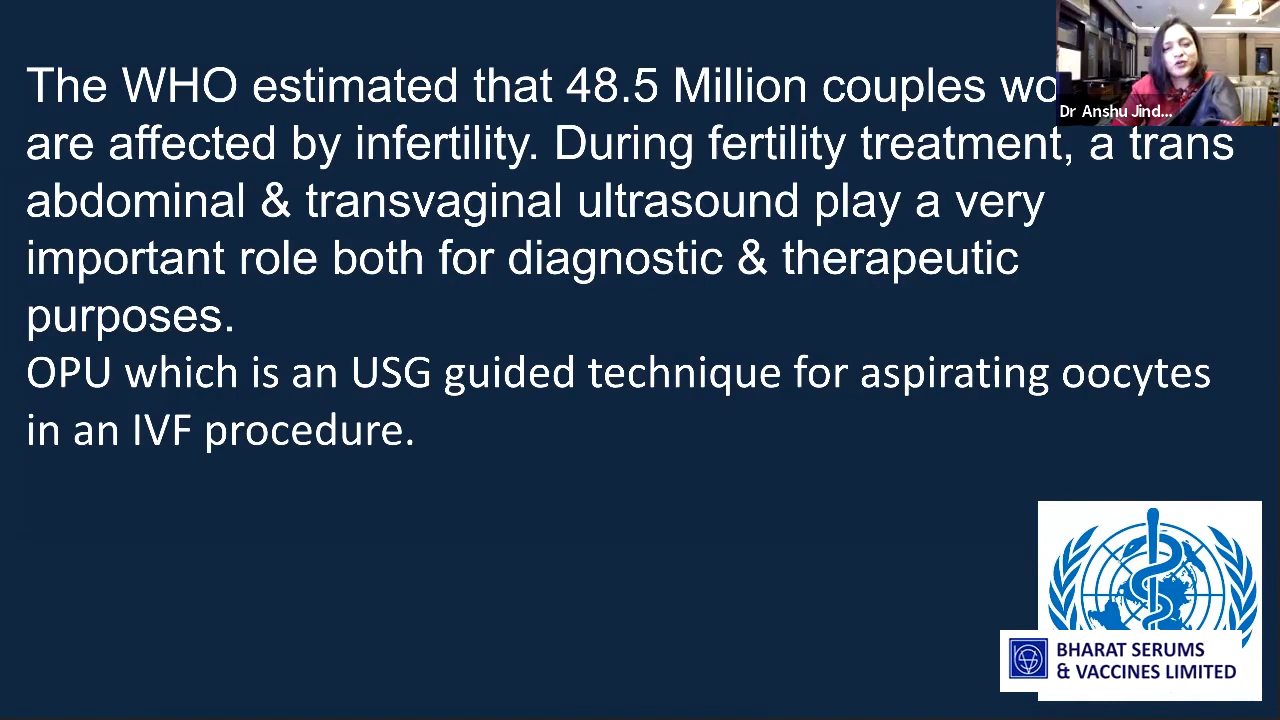 The WHO estimated that 48.5 Million couples
are affected by infertility. During fertility treatment, a trans
abdominal & transvaginal ultrasound play a very
important role both for diagnostic & therapeutic
purposes.
OPU which is an USG guided technique for aspirating oocytes
in an IVF procedure.
Dr Anshu Jind...
BHARAT SERUMS
& VACCINES LIMITED